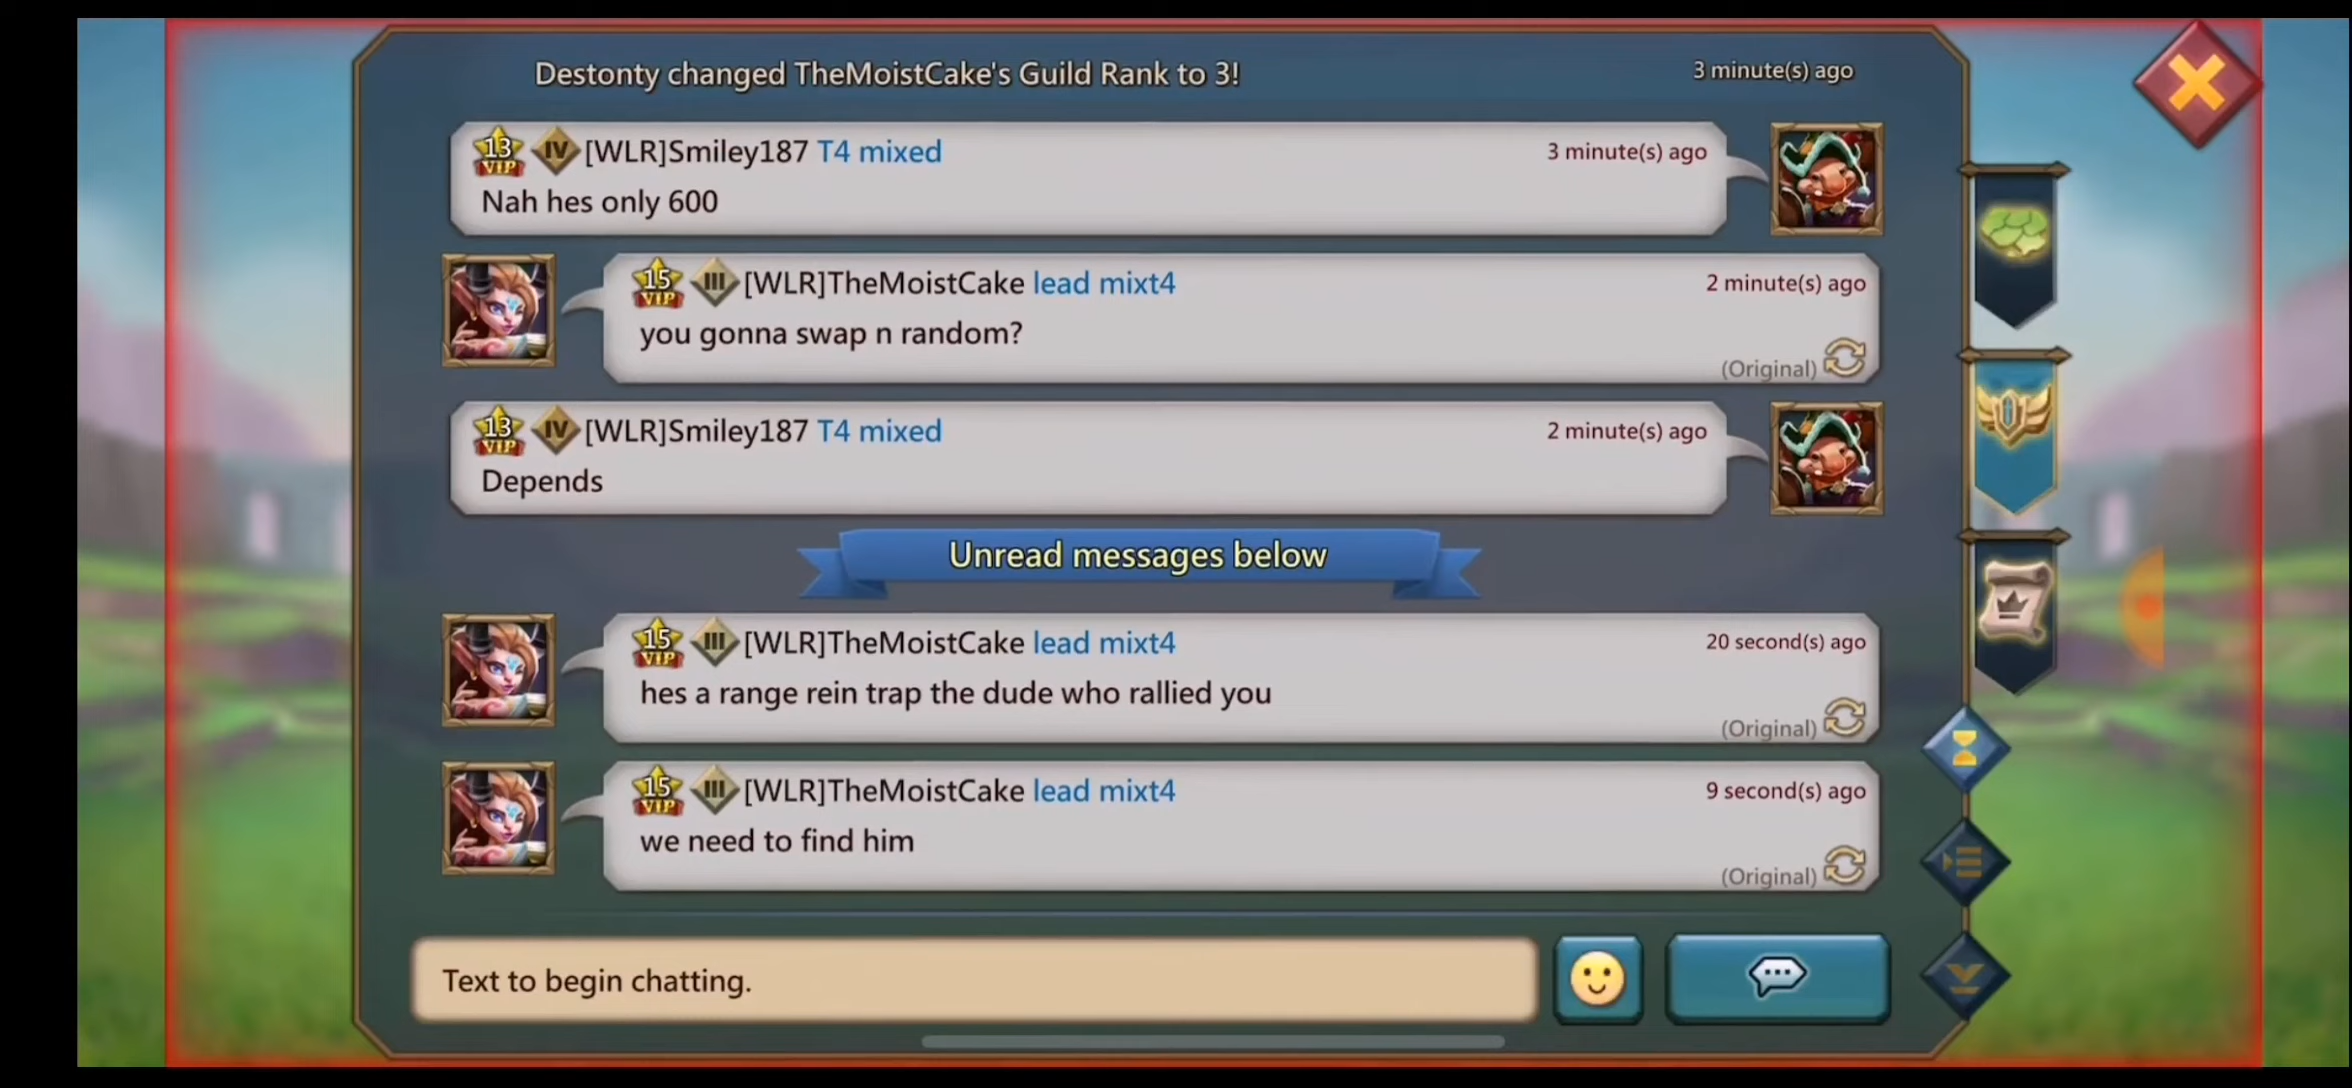 Destonty changed TheMoistCake's Guild Rank to 3! 3 minute(s) ago
13 VIP IV [WLR]Smiley187 T4 mixed 3 minute(s) ago
Nah hes only 600
15 VIP III [WLR]TheMoistCake lead mixt4 2 minute(s) ago
you gonna swap n random?
(Original)
13 VIP IV [WLR]Smiley187 T4 mixed 2 minute(s) ago
Depends
Unread messages below
15 VIP III [WLR]TheMoistCake lead mixt4 20 second(s) ago
hes a range rein trap the dude who rallied you
(Original)
15 VIP III [WLR]TheMoistCake lead mixt4 9 second(s) ago
we need to find him
(Original)
Text to begin chatting.